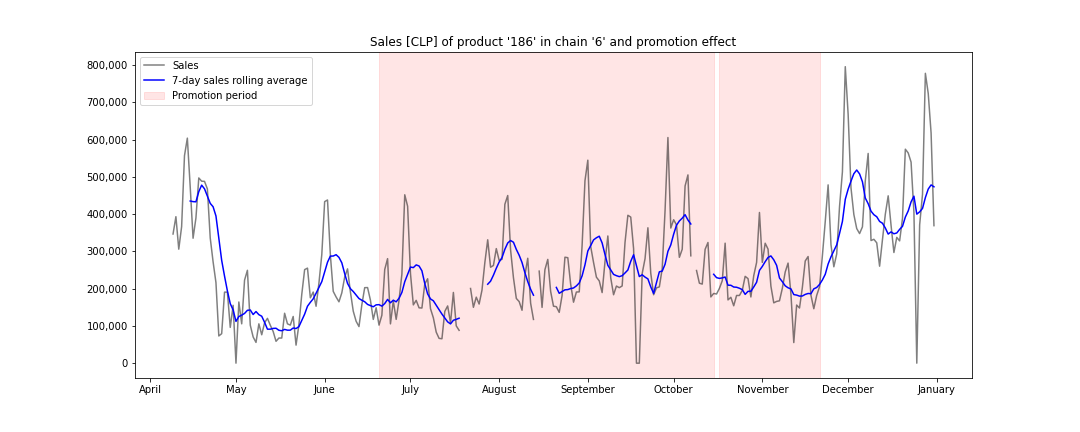 Sales [CLP] of product '186' in chain '6' and promotion effect
Sales
7-day sales rolling average
Promotion period
800,000
700,000
600,000
500,000
400,000
300,000
200,000
100,000
0
April May June July August September October November December January